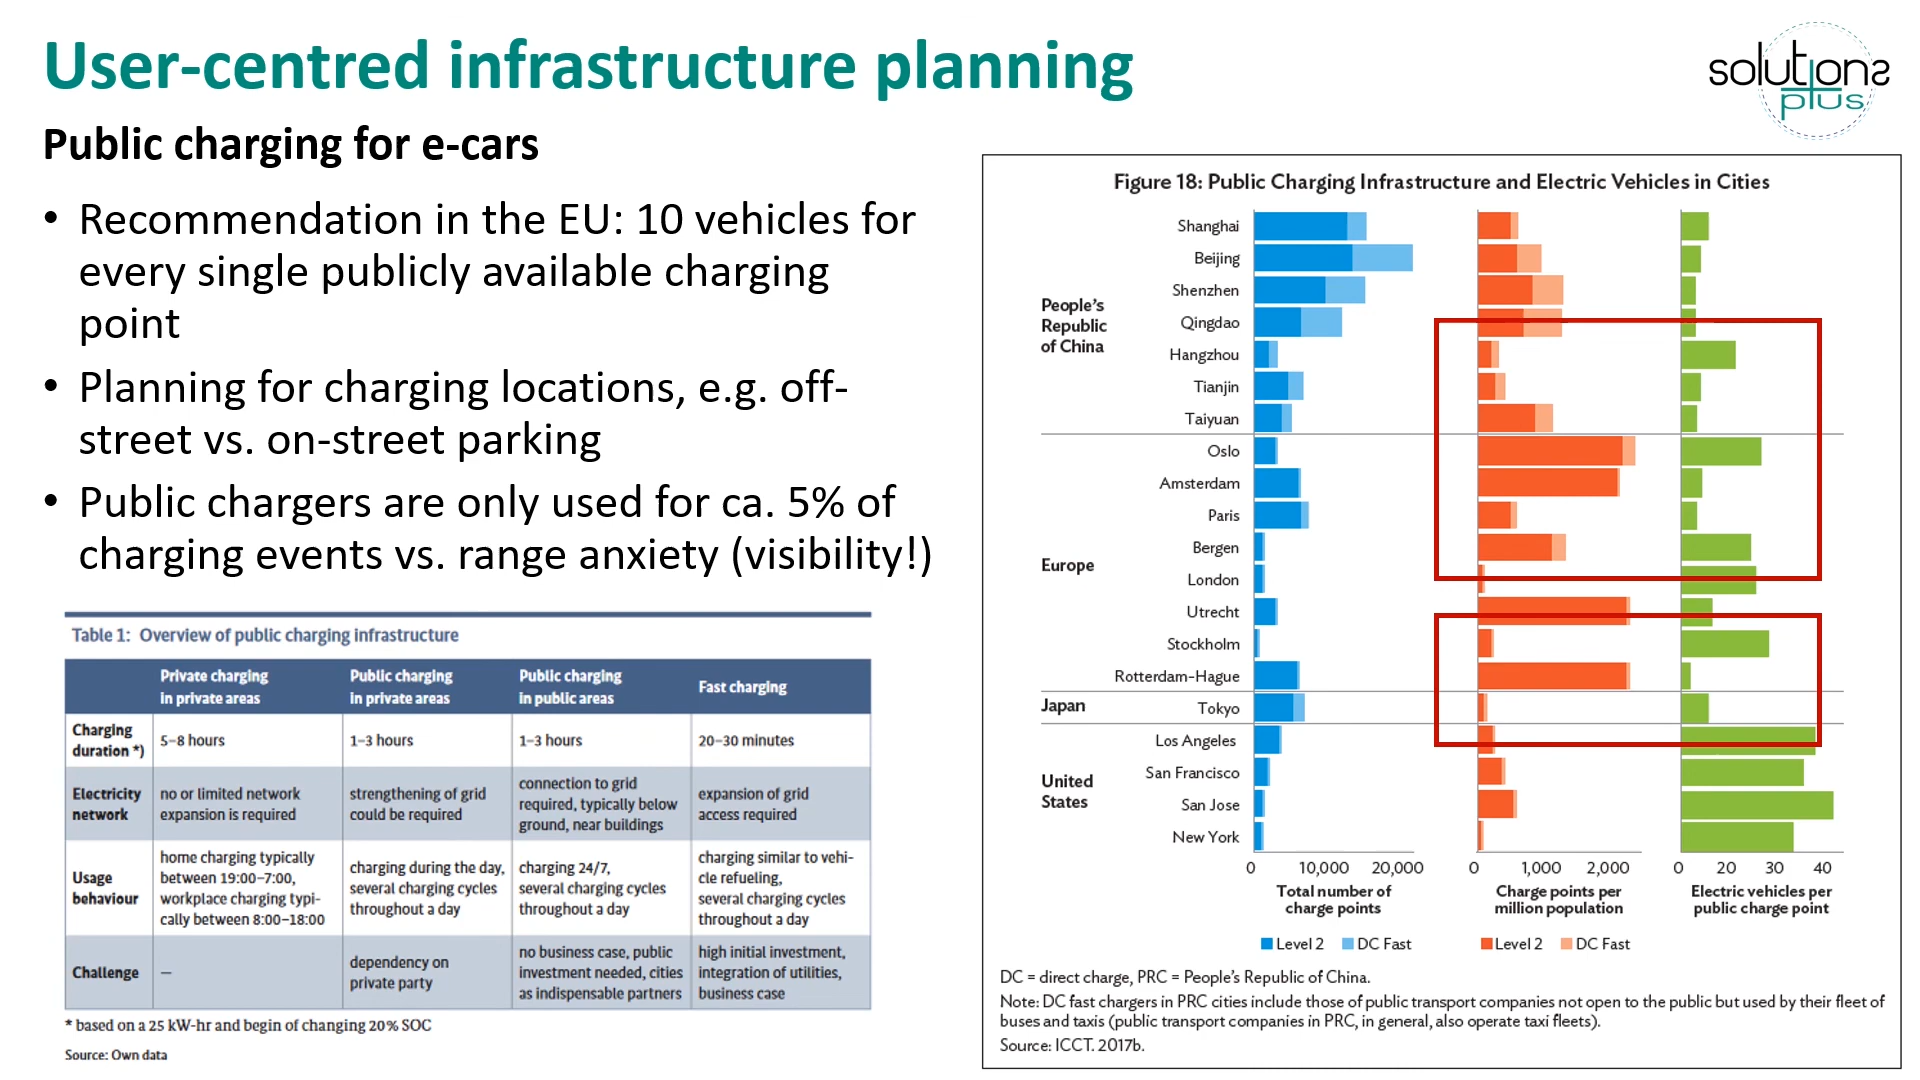 User-centred infrastructure planning
solutions
plus
Public charging for e-cars
• Recommendation in the EU: 10 vehicles for
every single publicly available charging
point
• Planning for charging locations, e.g. off-
street vs. on-street parking
• Public chargers are only used for ca. 5% of
charging events vs. range anxiety (visibility!)
Table 1: Overview of public charging infrastructure
Private charging
in private areas
Public charging
in private areas
Public charging
in public areas
Fast charging
Charging
duration *)
5–8 hours
1–3 hours
1–3 hours
20–30 minutes
Electricity
network
no or limited network
expansion is required
strengthening of grid
could be required
connection to grid
required, typically below
ground, near buildings
expansion of grid
access required
Usage
behaviour
home charging typically
between 19:00–7:00,
workplace charging typi-
cally between 8:00–18:00
charging during the day,
several charging cycles
throughout a day
charging 24/7,
several charging cycles
throughout a day
charging similar to vehi-
cle refueling,
several charging cycles
throughout a day
Challenge
—
dependency on
private party
no business case, public
investment needed, cities
as indispensable partners
high initial investment,
integration of utilities,
business case
* based on a 25 kW-hr and begin of changing 20% SOC
Source: Own data
Figure 18: Public Charging Infrastructure and Electric Vehicles in Cities
People's
Republic
of China
Shanghai
Beijing
Shenzhen
Qingdao
Hangzhou
Tianjin
Taiyuan
Europe
Oslo
Amsterdam
Paris
Bergen
London
Utrecht
Stockholm
Rotterdam–Hague
Japan
Tokyo
United
States
Los Angeles
San Francisco
San Jose
New York
0 10,000 20,000
Total number of
charge points
Level 2 DC Fast
0 1,000 2,000
Charge points per
million population
Level 2 DC Fast
0 20 30 40
Electric vehicles per
public charge point
DC = direct charge, PRC = People's Republic of China.
Note: DC fast chargers in PRC cities include those of public transport companies not open to the public but used by their fleet of
buses and taxis (public transport companies in PRC, in general, also operate taxi fleets).
Source: ICCT. 2017b.